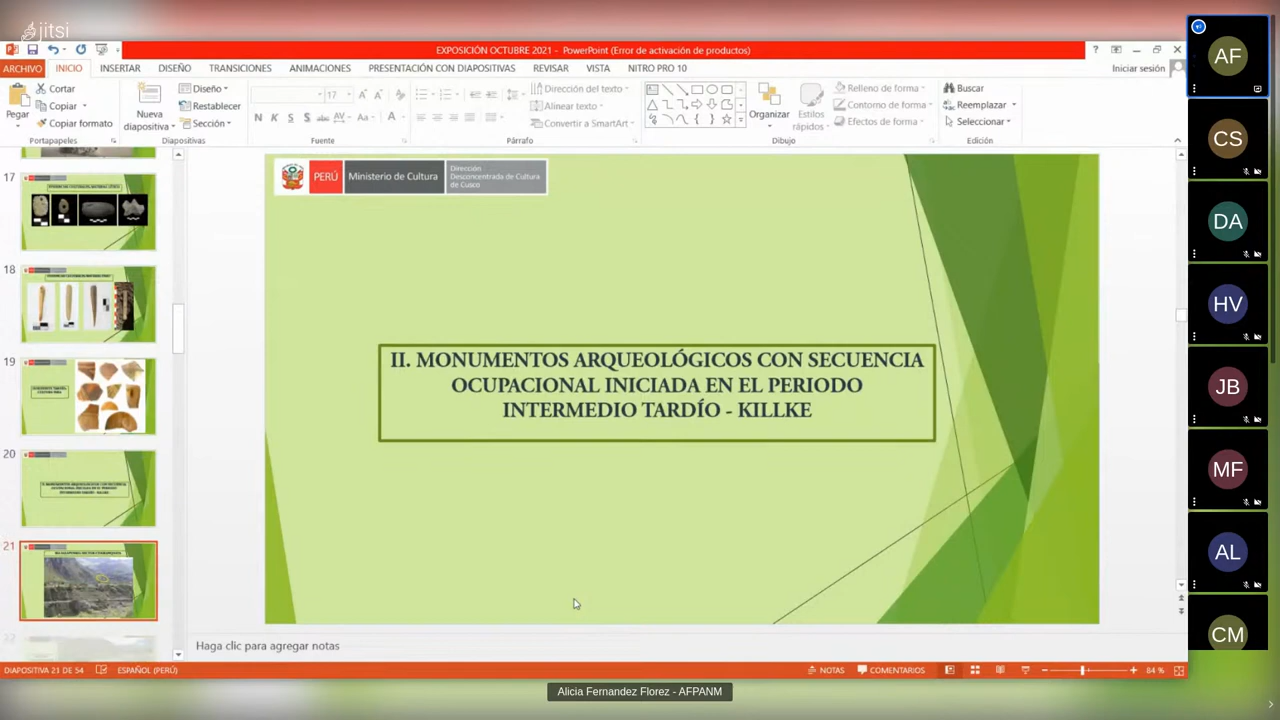 jitsi
EXPOSICIÓN OCTUBRE 2021 - PowerPoint (Error de activación de productos)
ARCHIVO INICIO INSERTAR DISEÑO TRANSICIONES ANIMACIONES PRESENTACIÓN CON DIAPOSITIVAS REVISAR VISTA NITRO PRO 10
Iniciar sesión
Pegar
Cortar
Copiar
Copiar formato
Portapapeles
Nueva
diapositiva
Diseño
Restablecer
Sección
Diapositivas
17
N K S abc AV Aa A
Fuente
Dirección del texto
Alinear texto
Convertir a SmartArt
Párrafo
Organizar
Estilos
rápidos
Relleno de forma
Contorno de forma
Efectos de forma
Dibujo
Buscar
Reemplazar
Seleccionar
Edición
17
18
19
20
21
22
PERÚ
Ministerio de Cultura
Dirección
Desconcentrada de Cultura
de Cusco
II. MONUMENTOS ARQUEOLÓGICOS CON SECUENCIA
OCUPACIONAL INICIADA EN EL PERIODO
INTERMEDIO TARDÍO - KILLKE
Haga clic para agregar notas
DIAPOSITIVA 21 DE 54
ESPAÑOL (PERÚ)
NOTAS
COMENTARIOS
84 %
Alicia Fernandez Florez - AFPANM
AF
CS
DA
HV
JB
MF
AL
CM